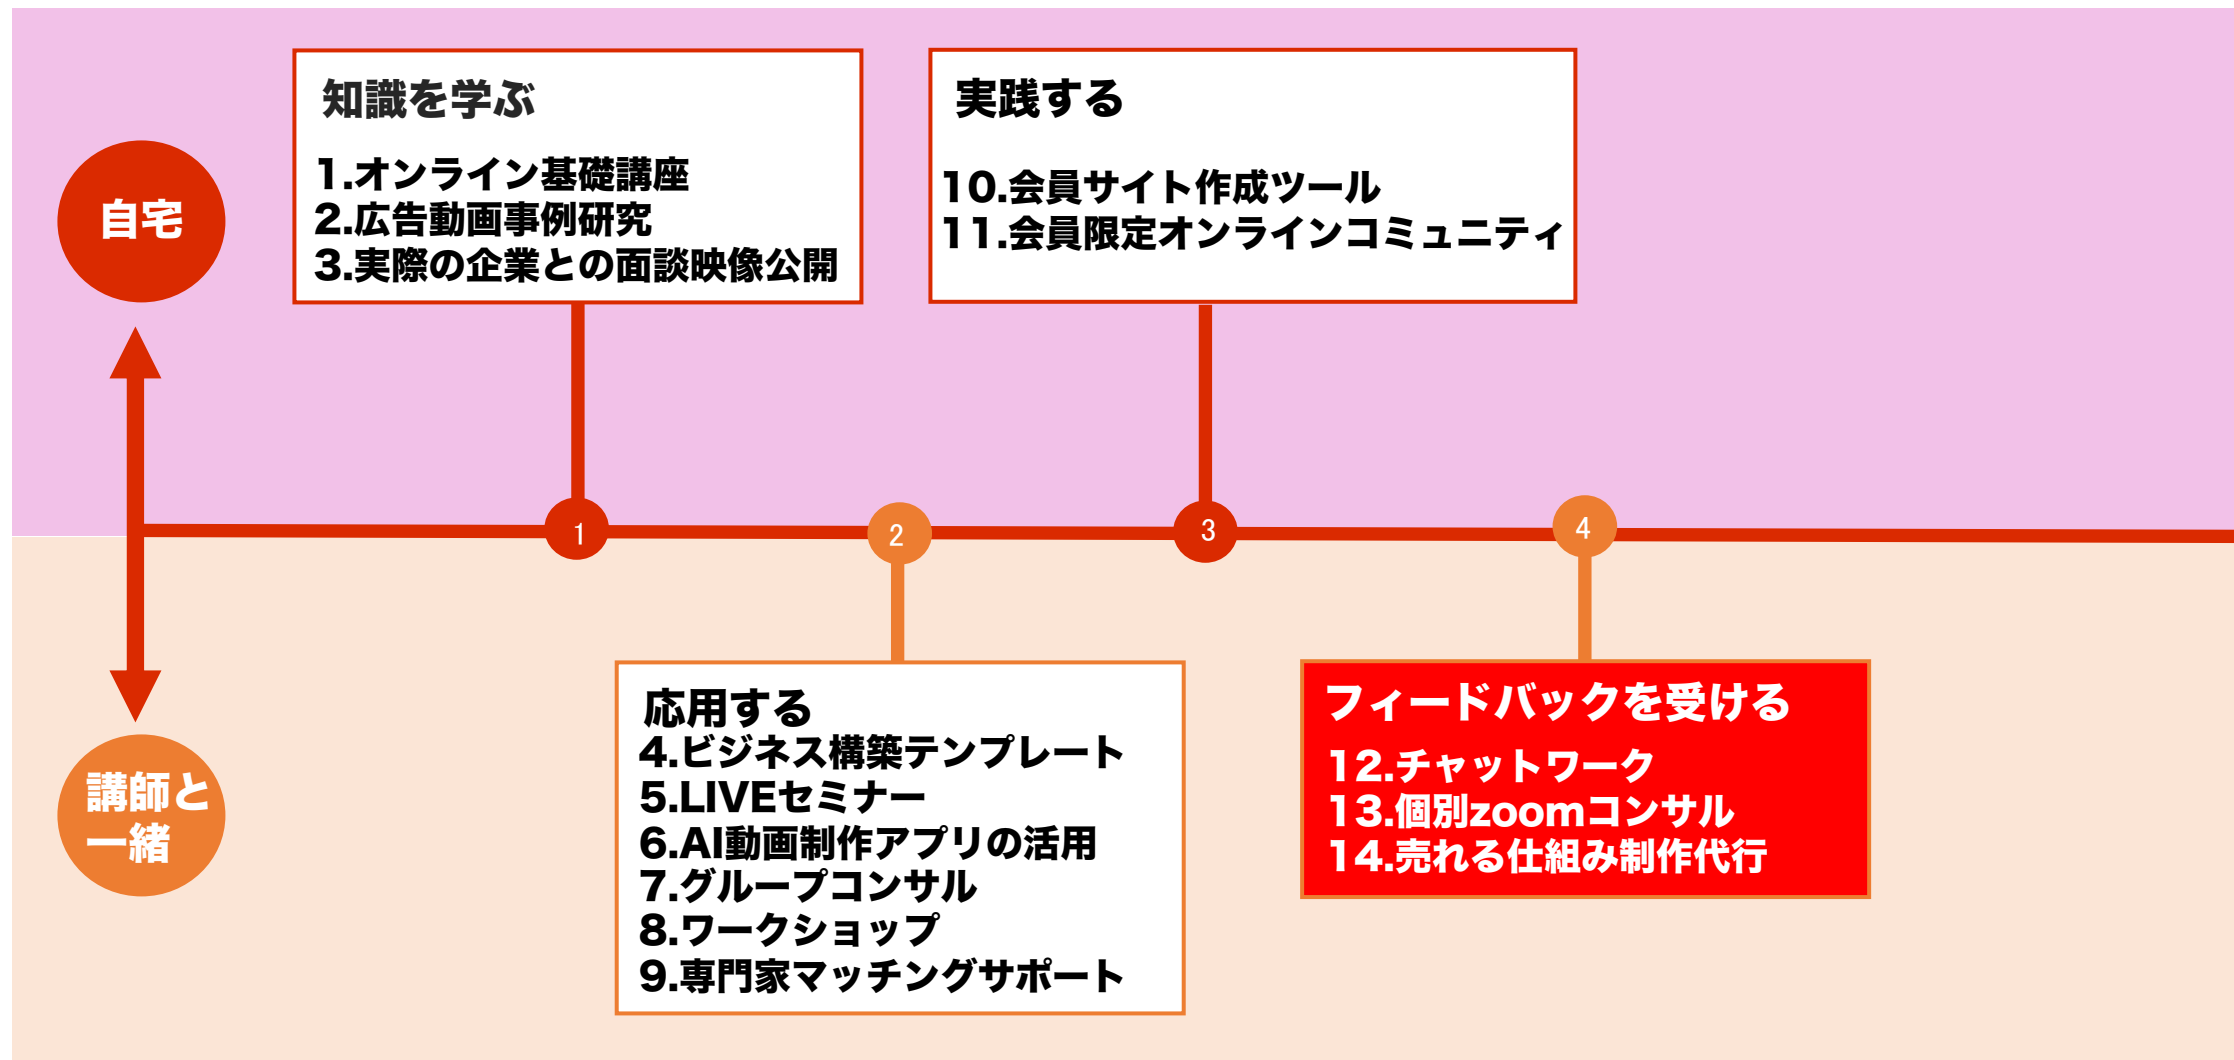 知識を学ぶ
1.オンライン基礎講座
2.広告動画事例研究
3.実際の企業との面談映像公開
実践する
10.会員サイト作成ツール
11.会員限定オンラインコミュニティ
自宅
1
2
3
4
講師と
一緒
応用する
4.ビジネス構築テンプレート
5.LIVEセミナー
6.AI動画制作アプリの活用
7.グループコンサル
8.ワークショップ
9.専門家マッチングサポート
フィードバックを受ける
12.チャットワーク
13.個別zoomコンサル
14.売れる仕組み制作代行